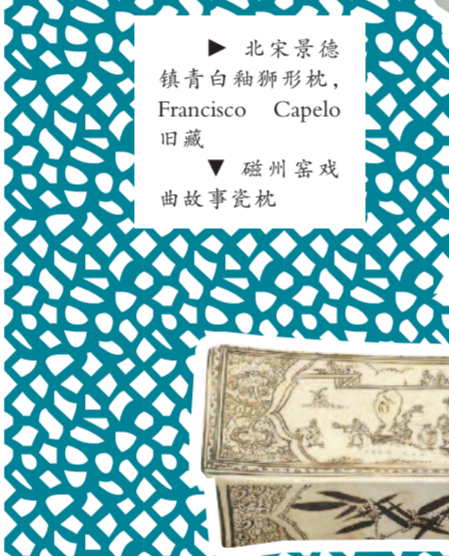 ▶ 北宋景德
镇青白釉狮形枕，
Francisco Capelo
旧藏
▼ 磁州窑戏
曲故事瓷枕